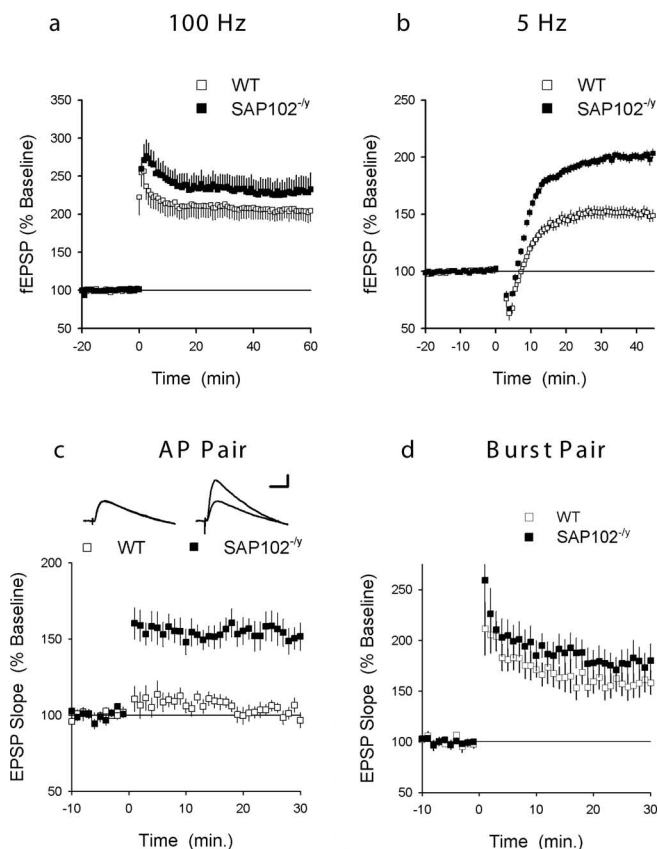 a 100 Hz
WT
SAP102-/y
fEPSP (% Baseline)
350
300
250
200
150
100
50
-20 0 20 40 60
Time (min)
b 5 Hz
WT
SAP102-/y
fEPSP (% Baseline)
250
200
150
100
50
-20 -10 0 10 20 30 40
Time (min.)
c AP Pair
WT SAP102-/y
EPSP Slope (% Baseline)
200
150
100
50
-10 0 10 20 30
Time (min.)
d Burst Pair
WT
SAP102-/y
EPSP Slope (% Baseline)
250
200
150
100
50
-10 0 10 20 30
Time (min.)